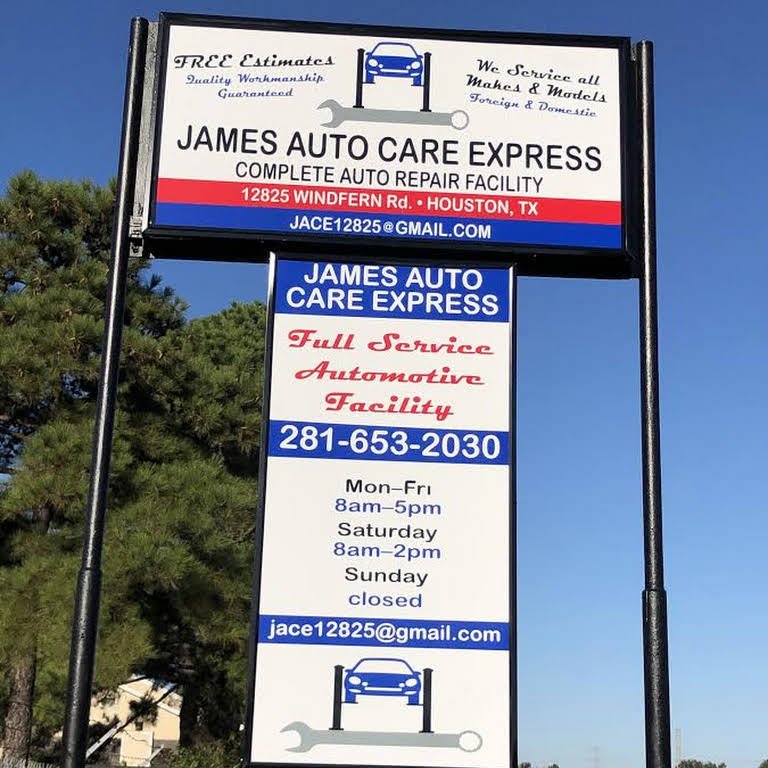 FREE Estimates
Quality Workmanship
Guaranteed
We Service all
Makes & Models
Foreign & Domestic
JAMES AUTO CARE EXPRESS
COMPLETE AUTO REPAIR FACILITY
12825 WINDFERN Rd. • HOUSTON, TX
JACE12825@GMAIL.COM
JAMES AUTO
CARE EXPRESS
Full Service
Automotive
Facility
281-653-2030
Mon–Fri
8am–5pm
Saturday
8am–2pm
Sunday
closed
jace12825@gmail.com